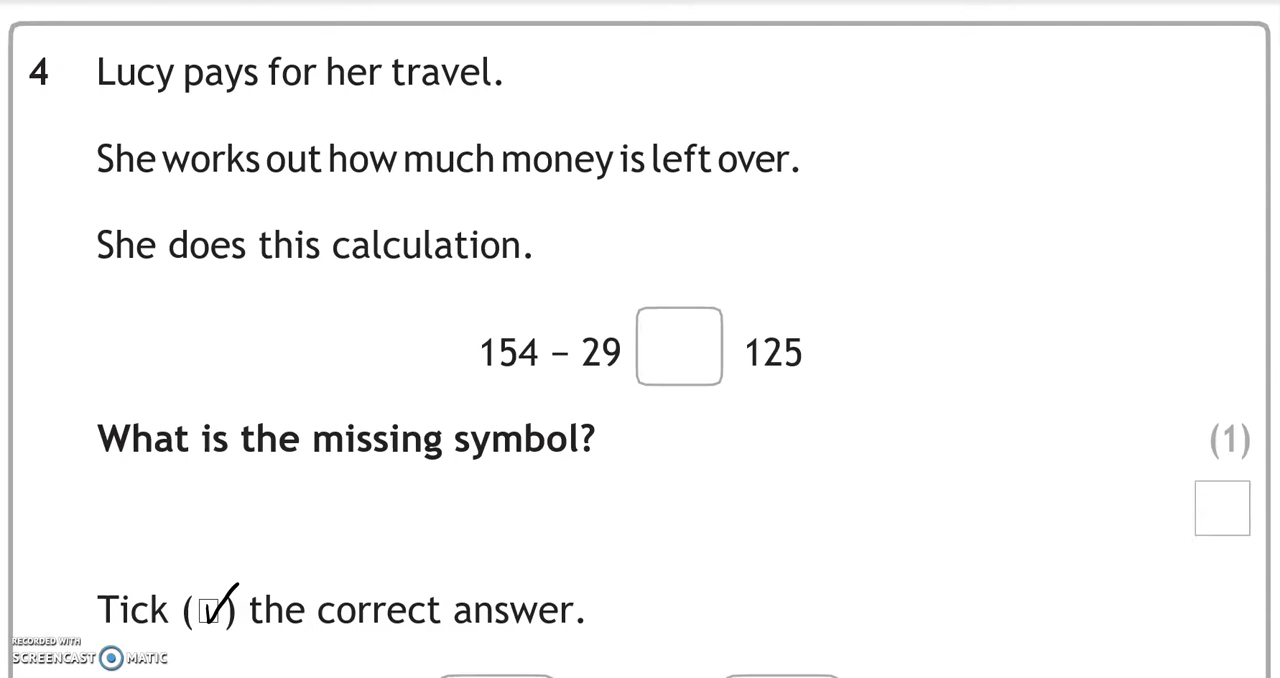 4 Lucy pays for her travel.
She works out how much money is left over.
She does this calculation.
154 – 29 125
What is the missing symbol?
(1)
Tick (✓) the correct answer.
RECORDED WITH
SCREENCAST MATIC